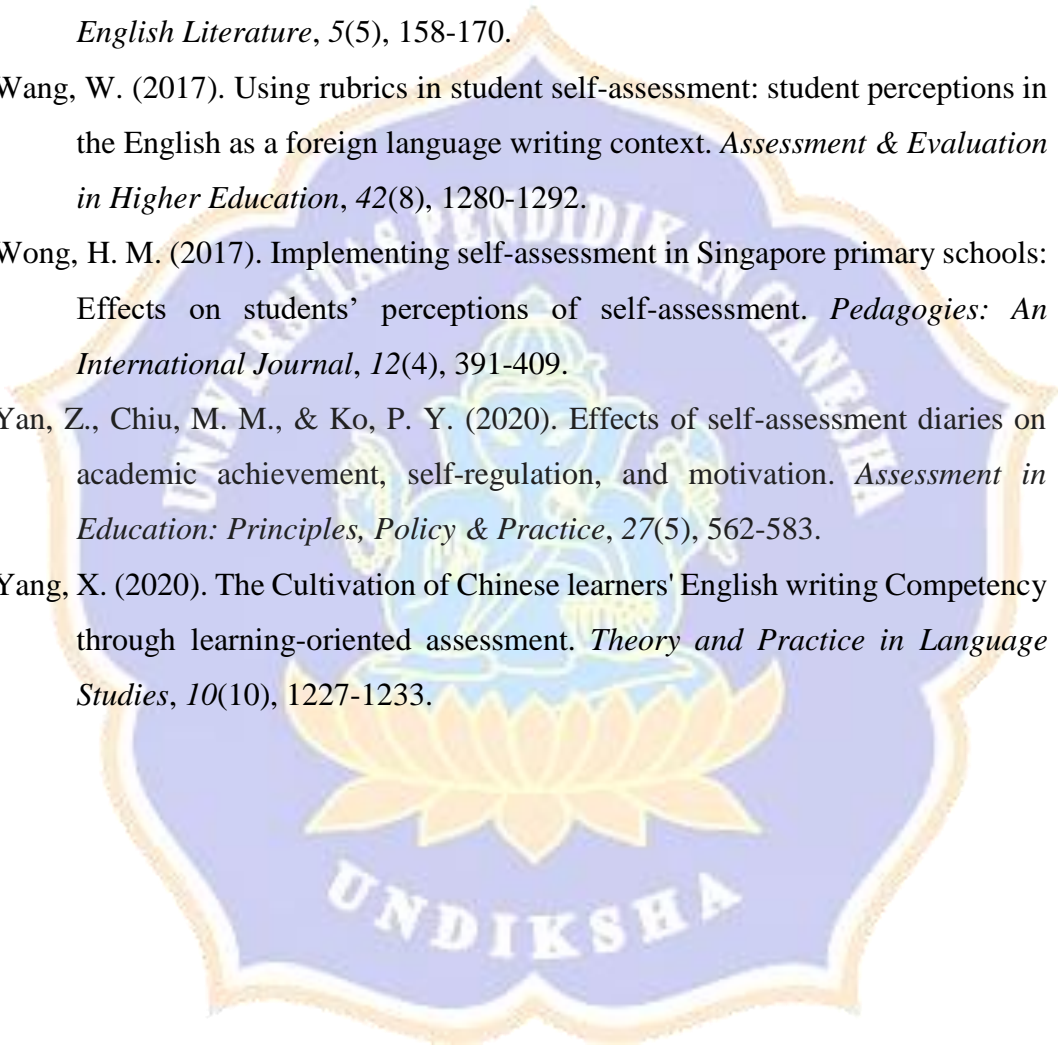 English Literature, 5(5), 158-170.
Wang, W. (2017). Using rubrics in student self-assessment: student perceptions in
the English as a foreign language writing context. Assessment & Evaluation
in Higher Education, 42(8), 1280-1292.
Wong, H. M. (2017). Implementing self-assessment in Singapore primary schools:
Effects on students’ perceptions of self-assessment. Pedagogies: An
International Journal, 12(4), 391-409.
Yan, Z., Chiu, M. M., & Ko, P. Y. (2020). Effects of self-assessment diaries on
academic achievement, self-regulation, and motivation. Assessment in
Education: Principles, Policy & Practice, 27(5), 562-583.
Yang, X. (2020). The Cultivation of Chinese learners' English writing Competency
through learning-oriented assessment. Theory and Practice in Language
Studies, 10(10), 1227-1233.
UNIVERSITAS PENDIDIKAN GANESHA
UNDIKSHA